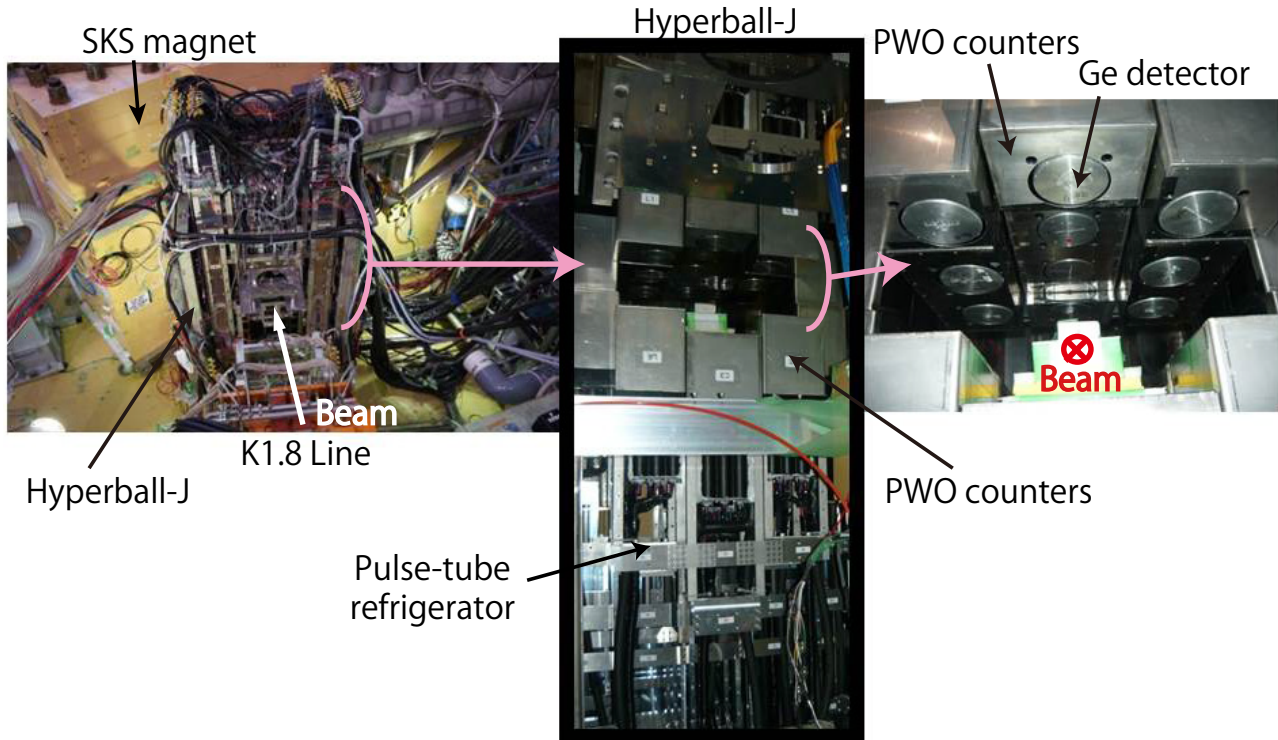 Hyperball-J
SKS magnet
PWO counters
Ge detector
Beam
K1.8 Line
Beam
Hyperball-J
PWO counters
Pulse-tube
refrigerator